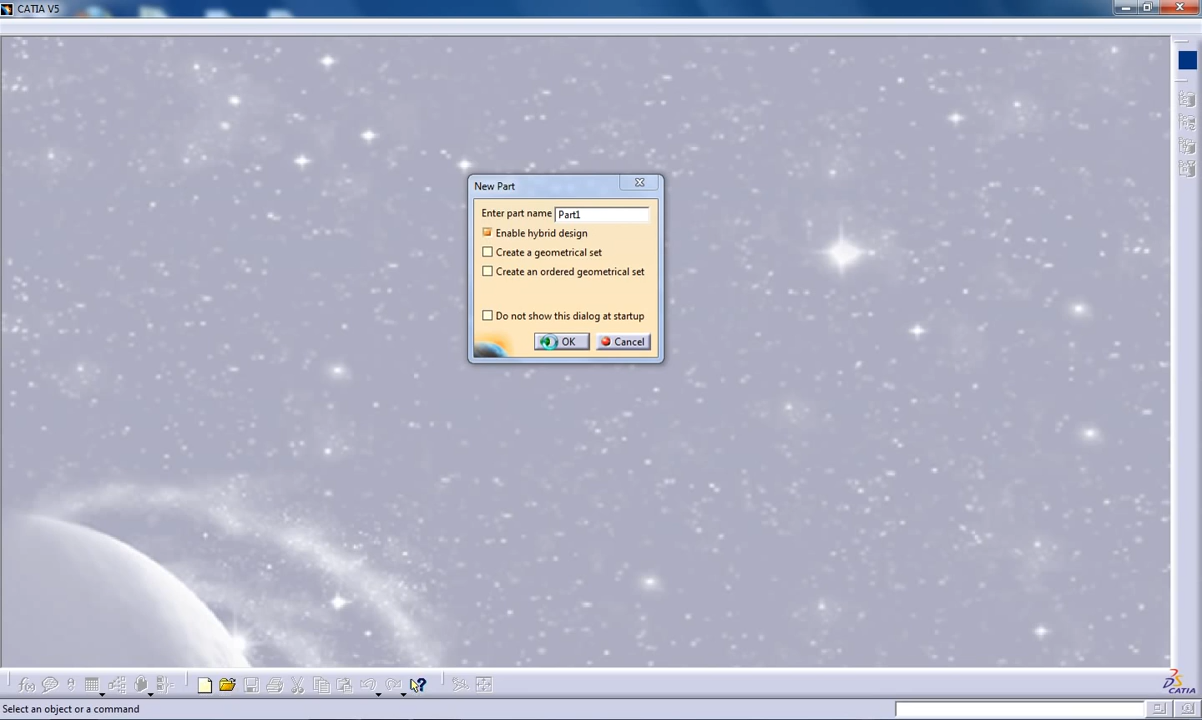 CATIA V5
New Part
Enter part name Part1
Enable hybrid design
Create a geometrical set
Create an ordered geometrical set
Do not show this dialog at startup
OK Cancel
f(x) ?
CATIA
Select an object or a command